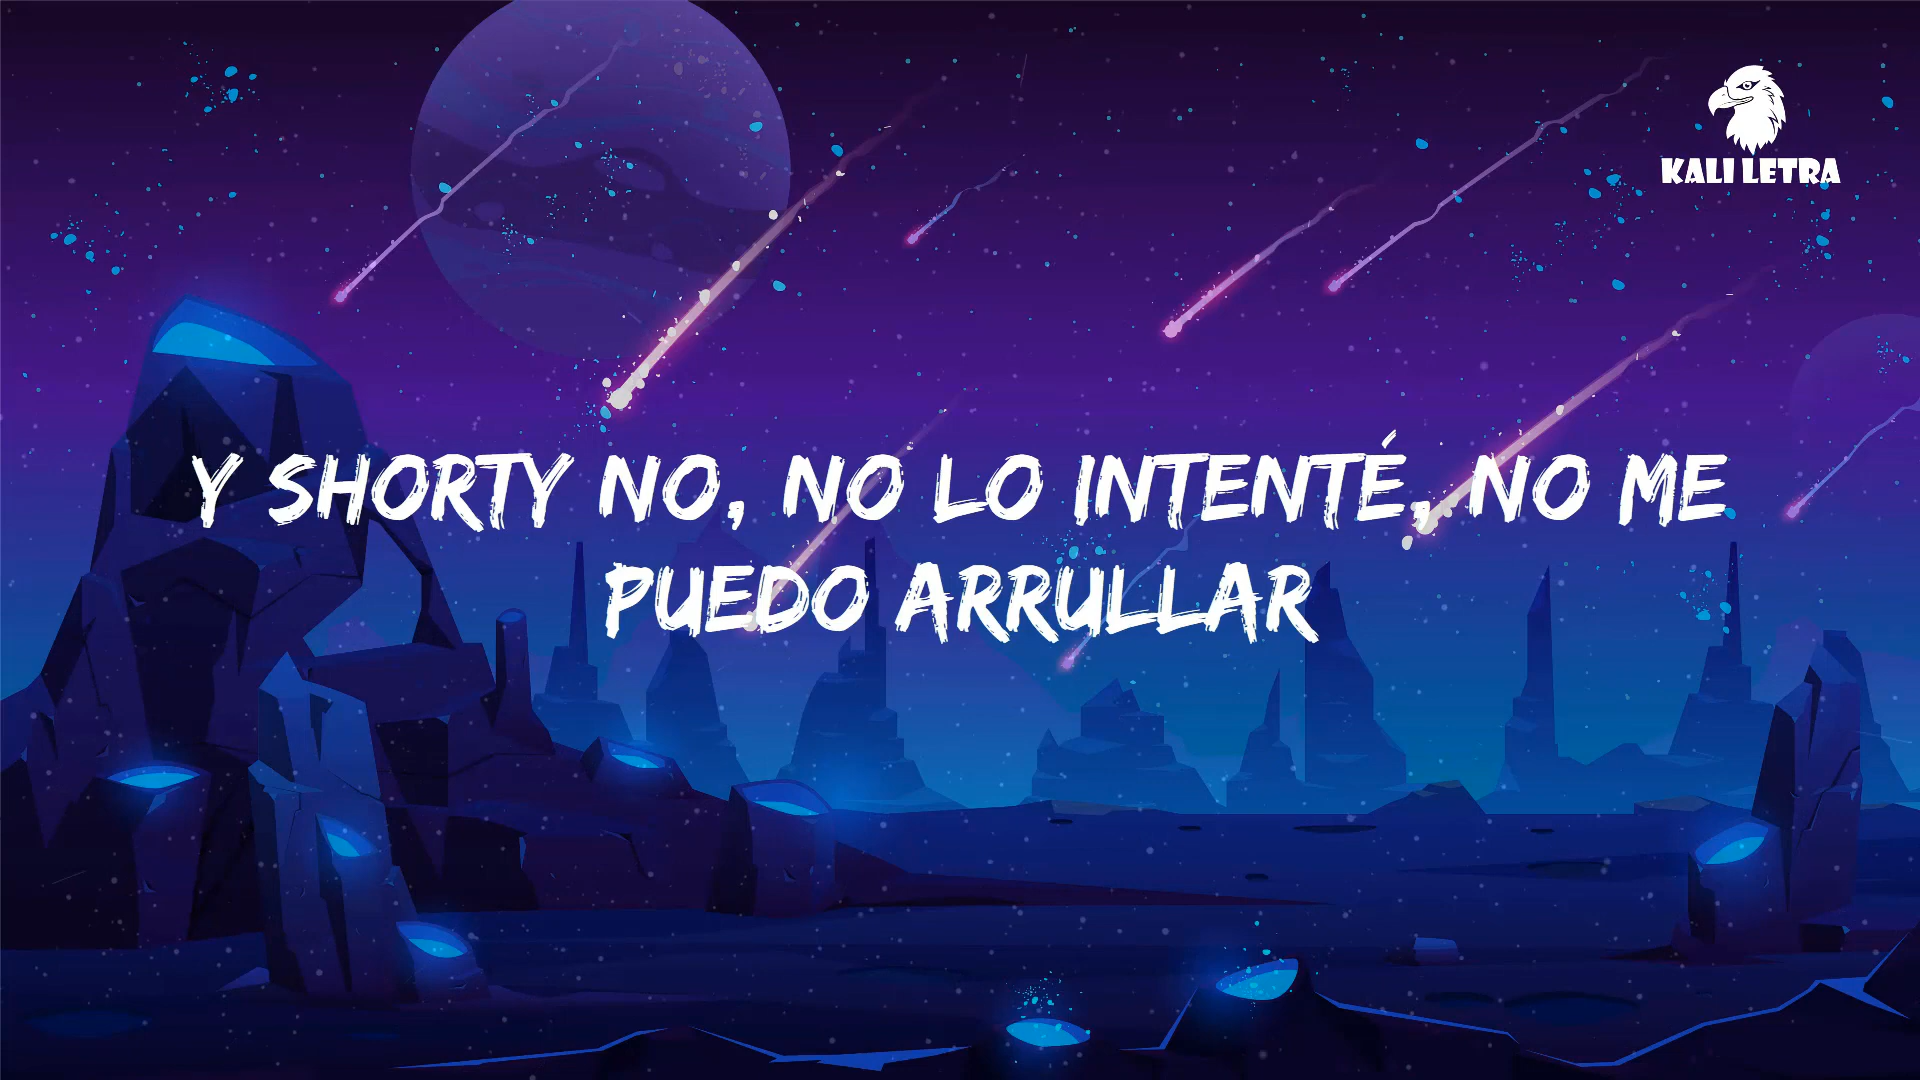 KALI LETRA
Y SHORTY NO, NO LO INTENTÉ, NO ME
PUEDO ARRULLAR